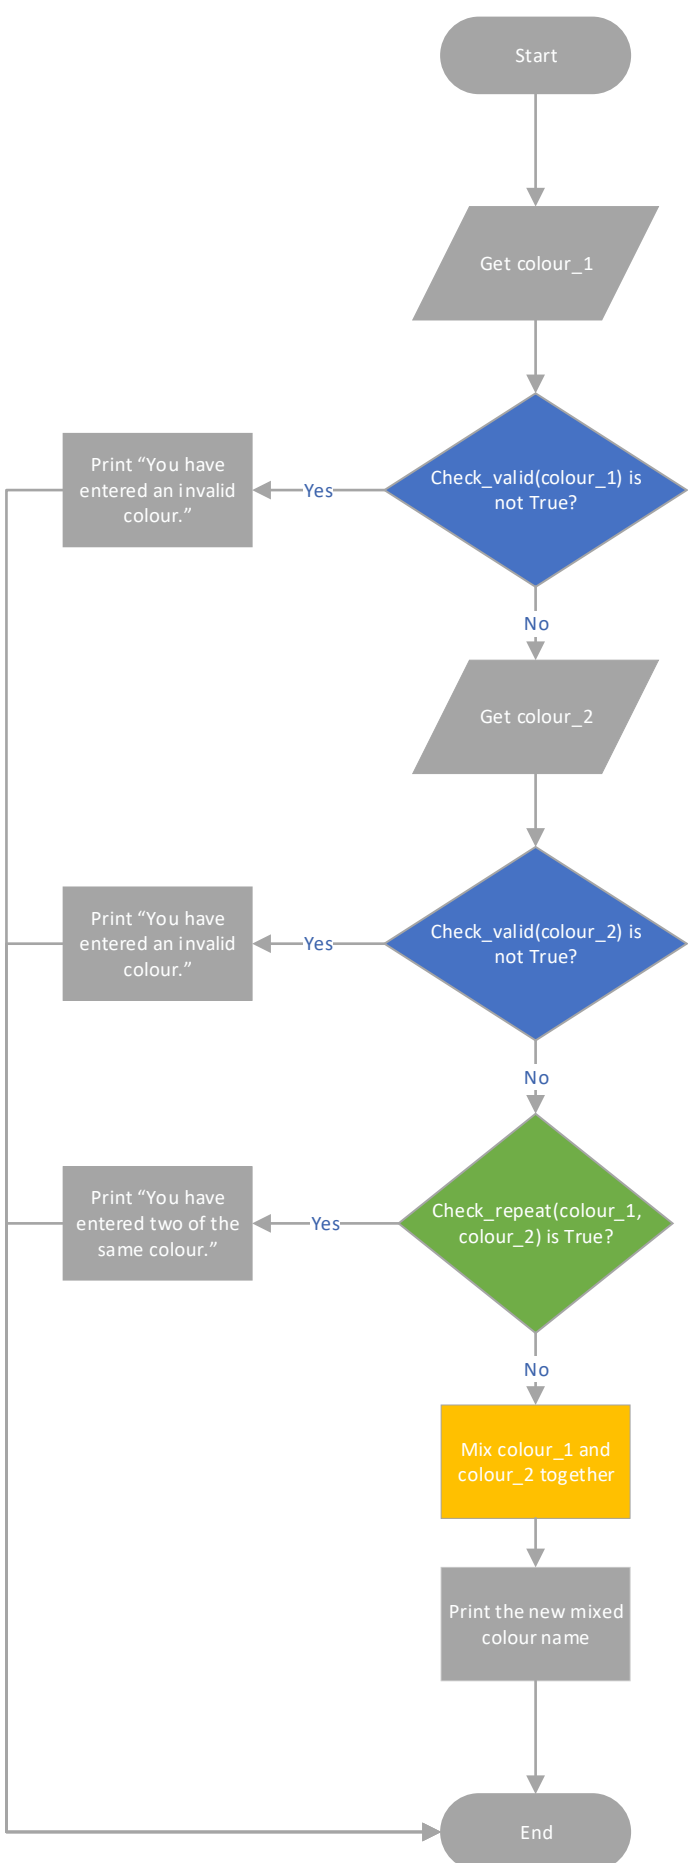 Start
Get colour_1
Check_valid(colour_1) is
not True?
Yes
Print “You have
entered an invalid
colour.”
No
Get colour_2
Check_valid(colour_2) is
not True?
Yes
Print “You have
entered an invalid
colour.”
No
Check_repeat(colour_1,
colour_2) is True?
Yes
Print “You have
entered two of the
same colour.”
No
Mix colour_1 and
colour_2 together
Print the new mixed
colour name
End